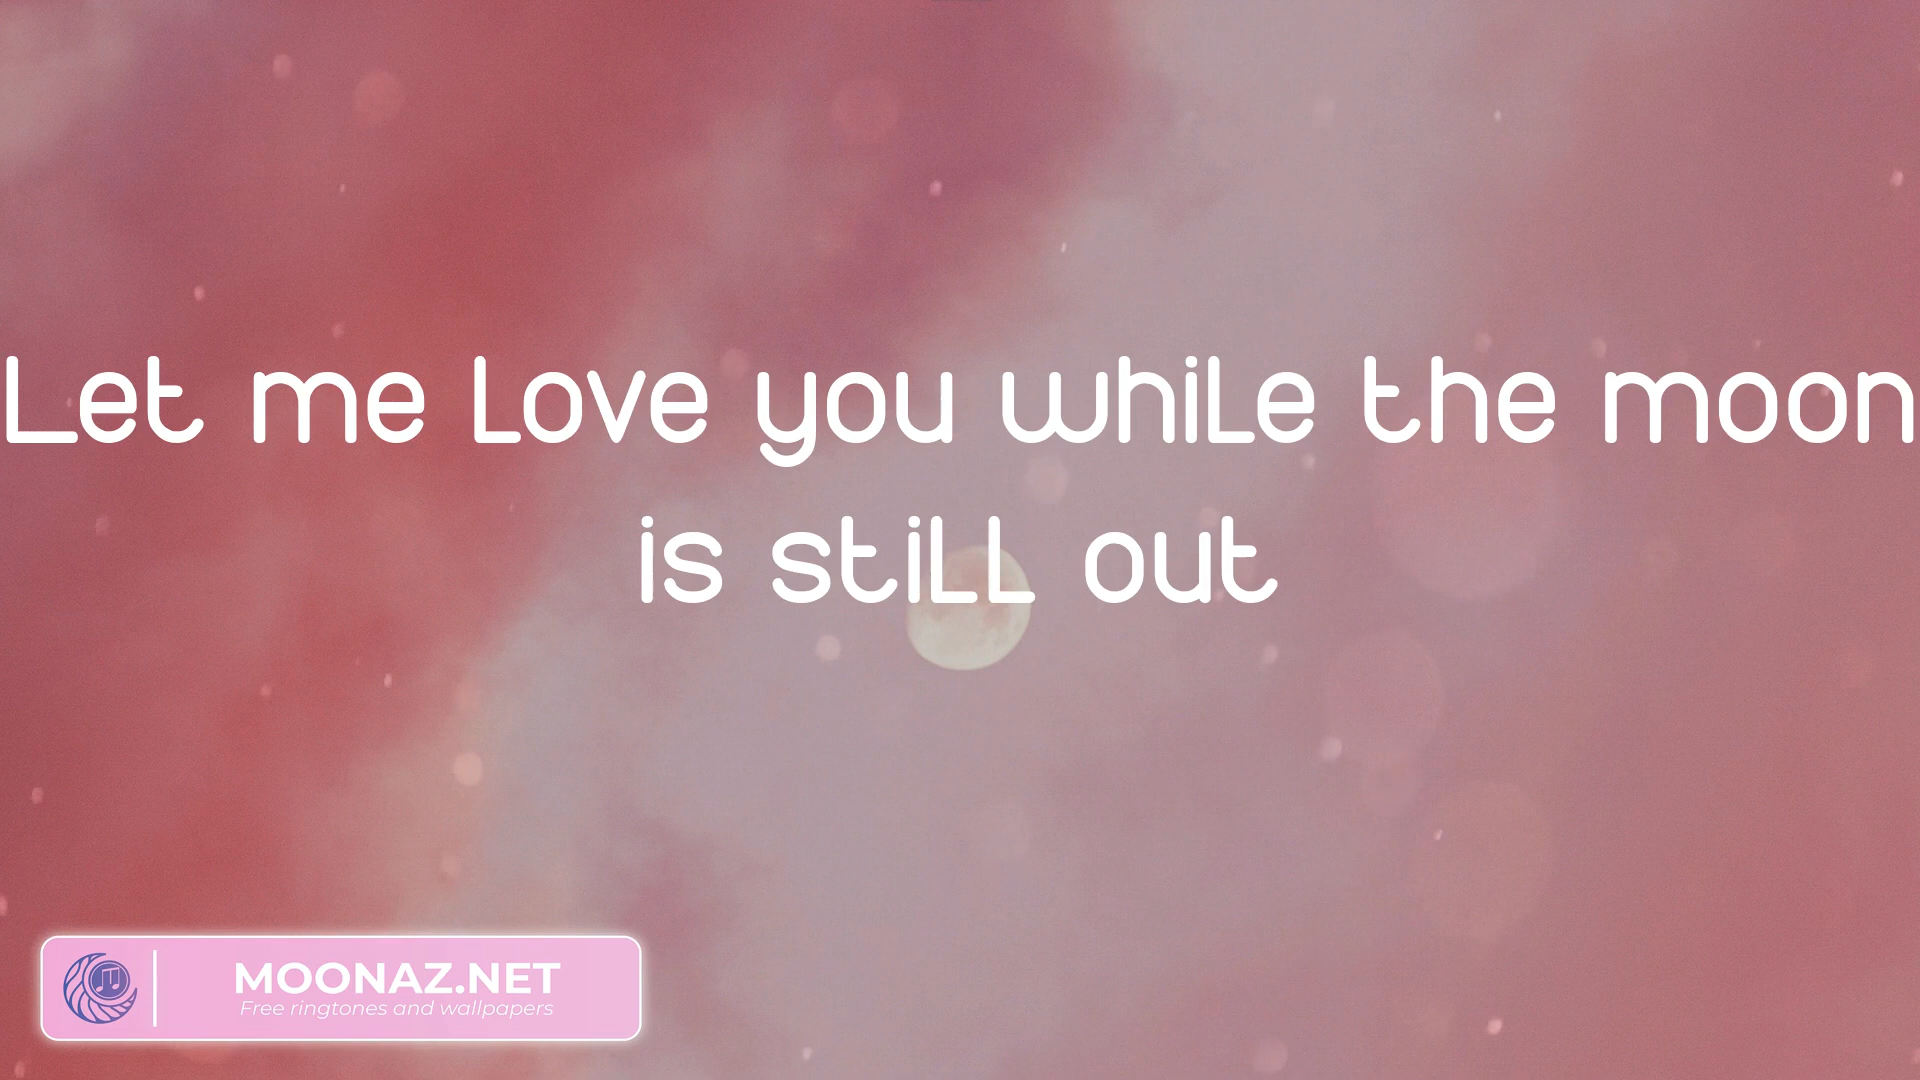 Let me love you while the moon
is still out
MOONAZ.NET
Free ringtones and wallpapers